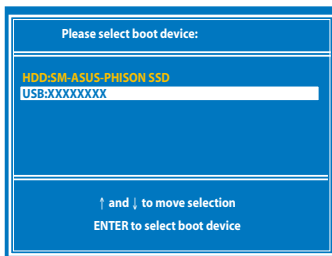 Please select boot device:
HDD:SM-ASUS-PHISON SSD
USB:XXXXXXXX
↑ and ↓ to move selection
ENTER to select boot device